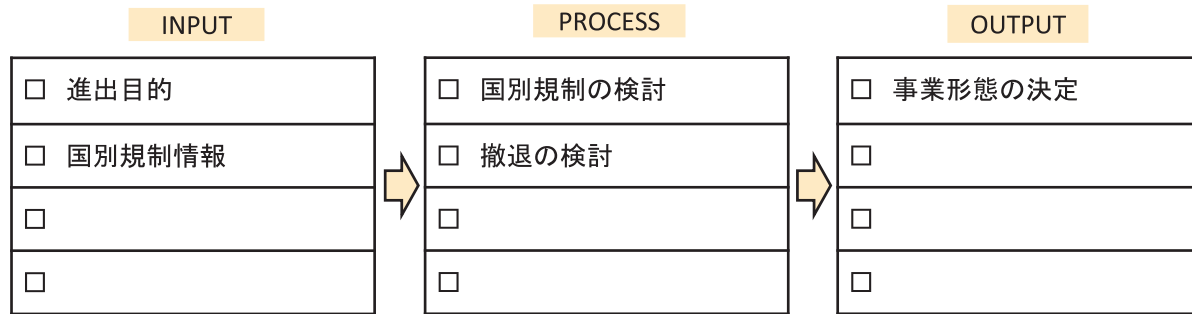 INPUT
□ 進出目的
□ 国別規制情報
□
□
PROCESS
□ 国別規制の検討
□ 撤退の検討
□
□
OUTPUT
□ 事業形態の決定
□
□
□